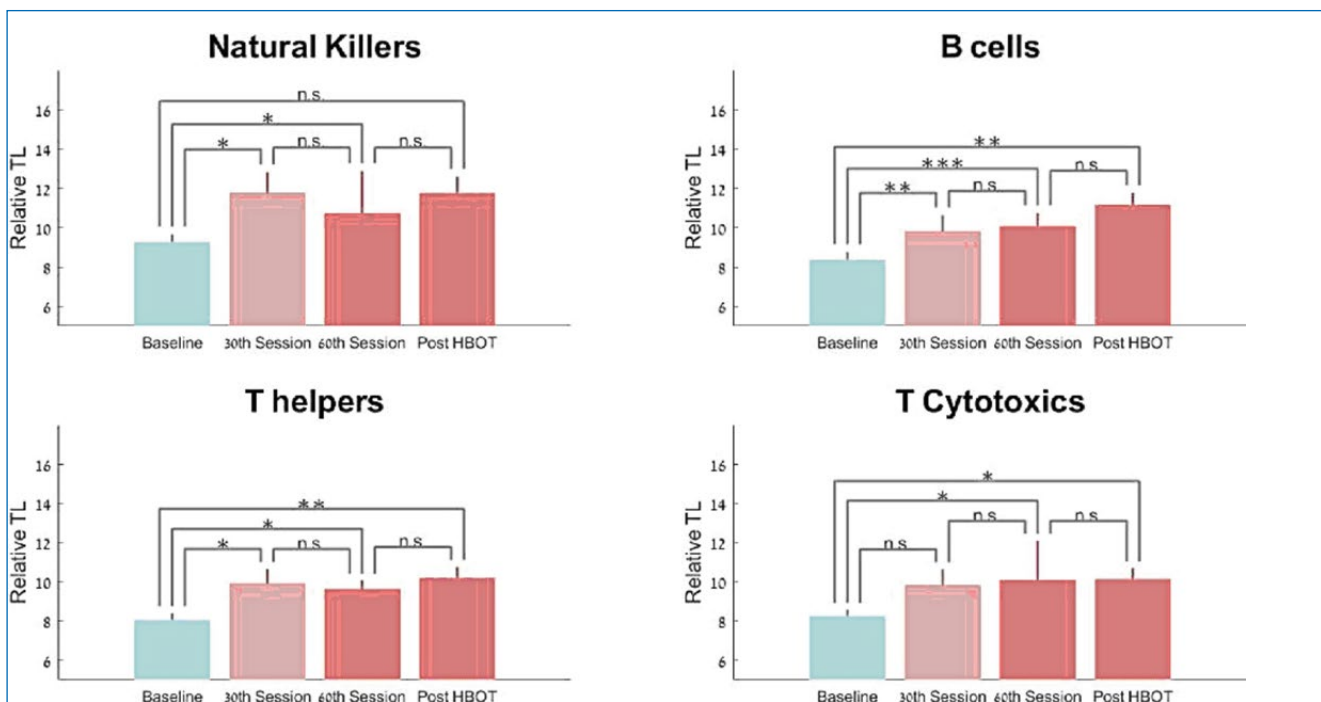 Natural Killers
n.s.
*
* n.s. n.s.
16
14
12
10
8
6
Relative TL
Baseline 30th Session 60th Session Post HBOT
B cells
**
***
** n.s n.s
16
14
12
10
8
6
Relative TL
Baseline 30th Session 60th Session Post HBOT
T helpers
**
*
* n.s n.s
16
14
12
10
8
6
Relative TL
Baseline 30th Session 60th Session Post HBOT
T Cytotoxics
*
*
n.s n.s n.s
16
14
12
10
8
6
Relative TL
Baseline 30th Session 60th Session Post HBOT